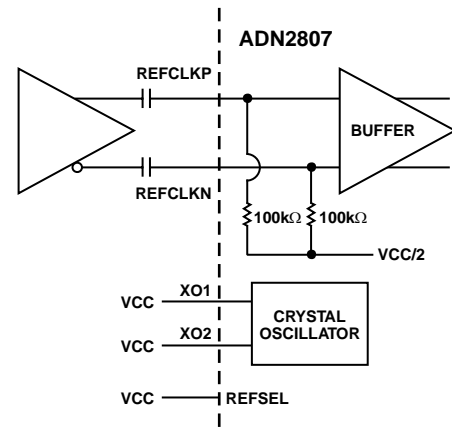 ADN2807
REFCLKP
BUFFER
REFCLKN
100kΩ 100kΩ
VCC/2
VCC XO1
CRYSTAL
OSCILLATOR
VCC XO2
VCC REFSEL